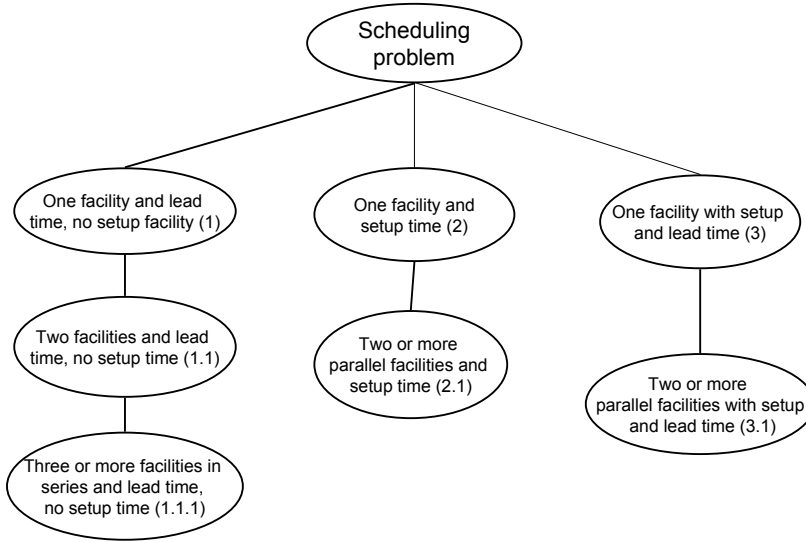 Scheduling
problem
One facility and lead
time, no setup facility (1)
One facility and
setup time (2)
One facility with setup
and lead time (3)
Two facilities and lead
time, no setup time (1.1)
Two or more
parallel facilities and
setup time (2.1)
Two or more
parallel facilities with setup
and lead time (3.1)
Three or more facilities in
series and lead time,
no setup time (1.1.1)